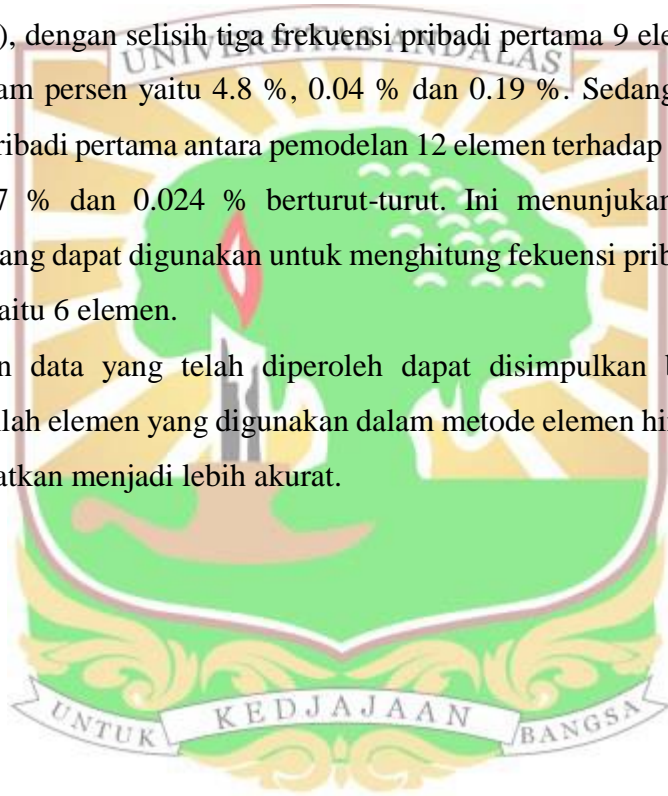 ), dengan selisih tiga frekuensi pribadi pertama 9 ele
UNIVERSITAS ANDALAS
am persen yaitu 4.8 %, 0.04 % dan 0.19 %. Sedang
ribadi pertama antara pemodelan 12 elemen terhadap
7 % dan 0.024 % berturut-turut. Ini menunjukan
ang dapat digunakan untuk menghitung fekuensi prib
aitu 6 elemen.
n data yang telah diperoleh dapat disimpulkan
lah elemen yang digunakan dalam metode elemen hi
atkan menjadi lebih akurat.
UNTUK KEDJAJAAN BANGSA